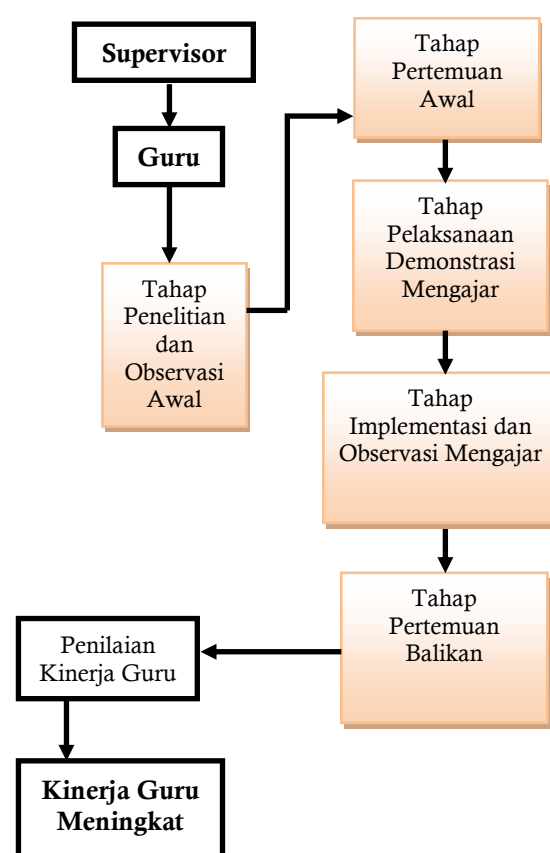 Supervisor
Guru
Tahap
Penelitian
dan
Observasi
Awal
Tahap
Pertemuan
Awal
Tahap
Pelaksanaan
Demonstrasi
Mengajar
Tahap
Implementasi dan
Observasi Mengajar
Tahap
Pertemuan
Balikan
Penilaian
Kinerja Guru
Kinerja Guru
Meningkat